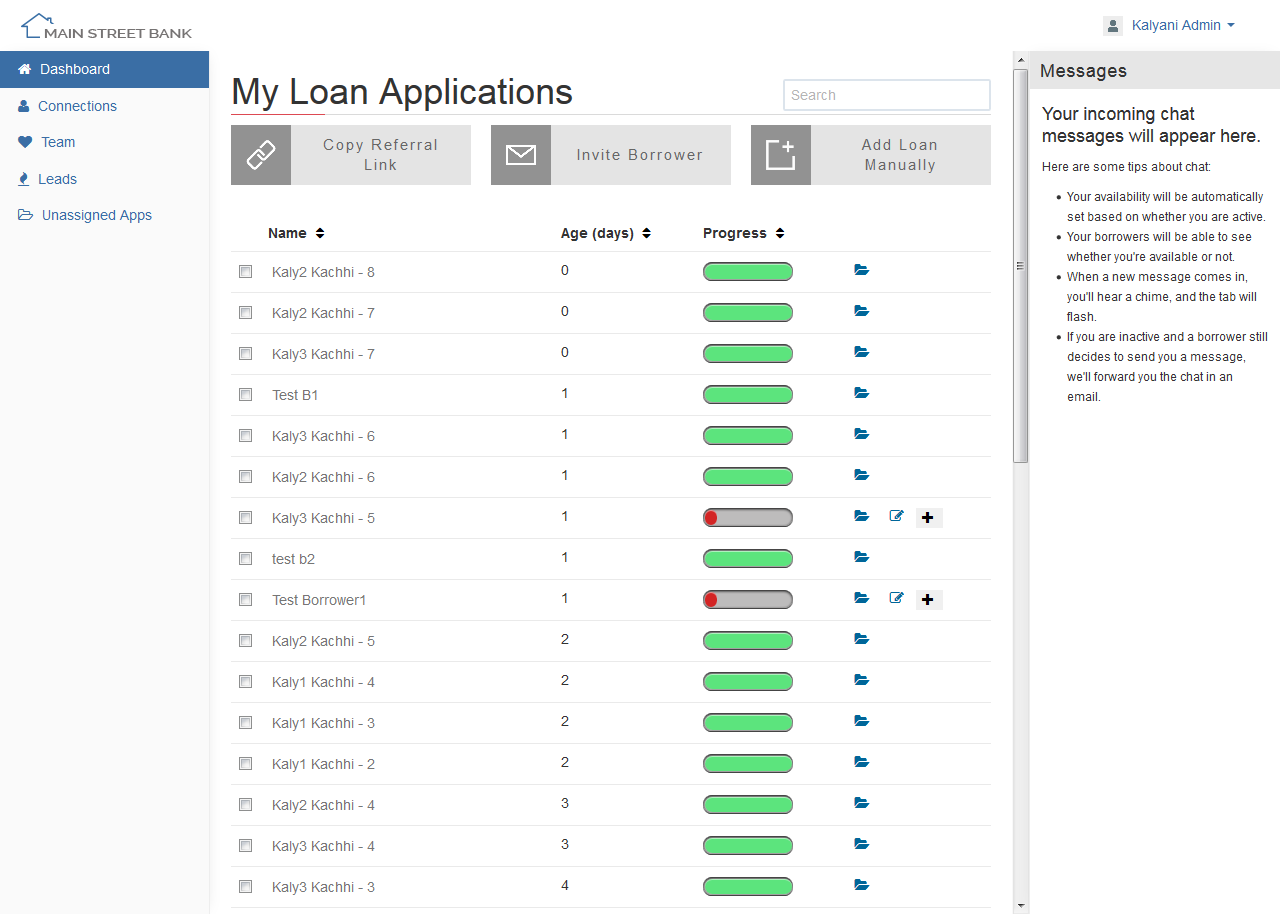 MAIN STREET BANK
Kalyani Admin
Dashboard
Connections
Team
Leads
Unassigned Apps
My Loan Applications
Search
Copy Referral
Link
Invite Borrower
Add Loan
Manually
Name Age (days) Progress
Kaly2 Kachhi - 8 0
Kaly2 Kachhi - 7 0
Kaly3 Kachhi - 7 0
Test B1 1
Kaly3 Kachhi - 6 1
Kaly2 Kachhi - 6 1
Kaly3 Kachhi - 5 1
test b2 1
Test Borrower1 1
Kaly2 Kachhi - 5 2
Kaly1 Kachhi - 4 2
Kaly1 Kachhi - 3 2
Kaly1 Kachhi - 2 2
Kaly2 Kachhi - 4 3
Kaly3 Kachhi - 4 3
Kaly3 Kachhi - 3 4
Messages
Your incoming chat
messages will appear here.
Here are some tips about chat:
• Your availability will be automatically
set based on whether you are active.
• Your borrowers will be able to see
whether you're available or not.
• When a new message comes in,
you'll hear a chime, and the tab will
flash.
• If you are inactive and a borrower still
decides to send you a message,
we'll forward you the chat in an
email.